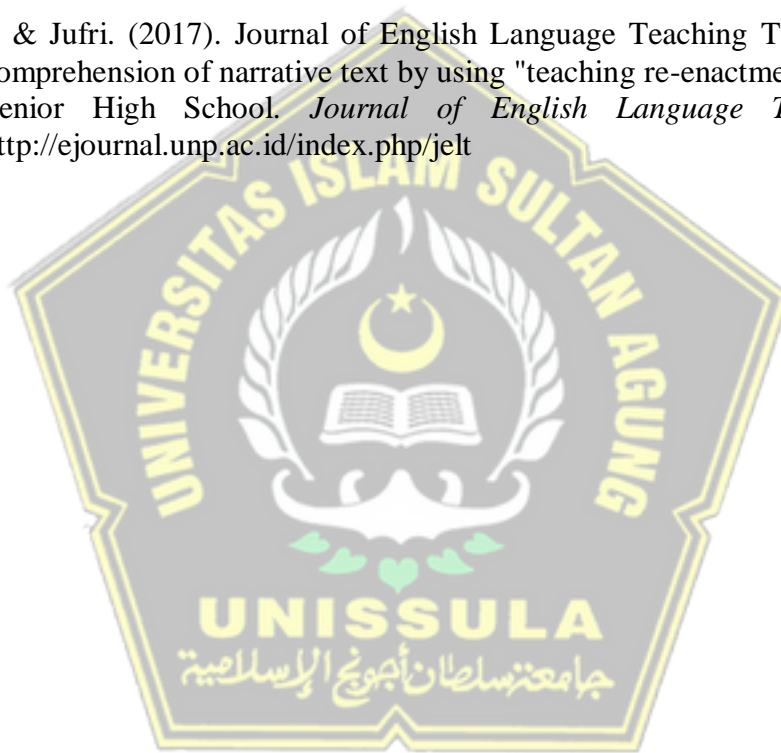 & Jufri. (2017). Journal of English Language Teaching T
omprehension of narrative text by using "teaching re-enactme
enior High School. Journal of English Language T
ttp://ejournal.unp.ac.id/index.php/jelt
UNIVERSITAS ISLAM SULTAN AGUNG
UNISSULA
جامعتسلطان أجونج الإسلامية